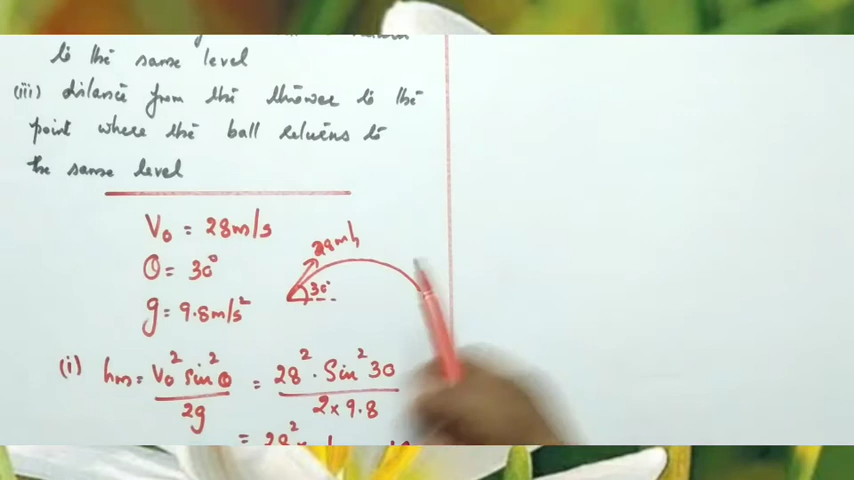 to the same level
(iii) distance from the thrower to the
point where the ball returns to
the same level
V₀ = 28m/s
θ = 30°
g = 9.8m/s²
28m/s
30°
(i) hm = V₀² sin²θ / 2g = 28² · Sin² 30 / 2 × 9.8
= 28² ×